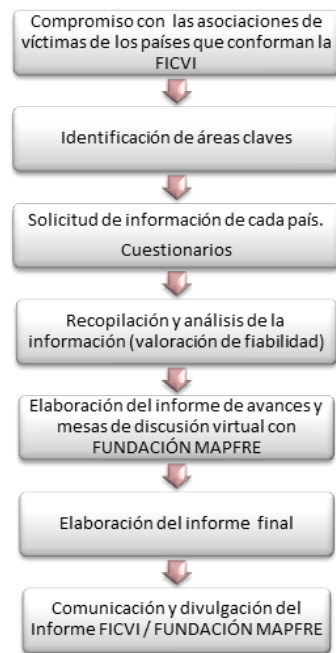 Compromiso con las asociaciones de
víctimas de los países que conforman la
FICVI
Identificación de áreas claves
Solicitud de información de cada país.
Cuestionarios
Recopilación y análisis de la
información (valoración de fiabilidad)
Elaboración del informe de avances y
mesas de discusión virtual con
FUNDACIÓN MAPFRE
Elaboración del informe final
Comunicación y divulgación del
Informe FICVI / FUNDACIÓN MAPFRE